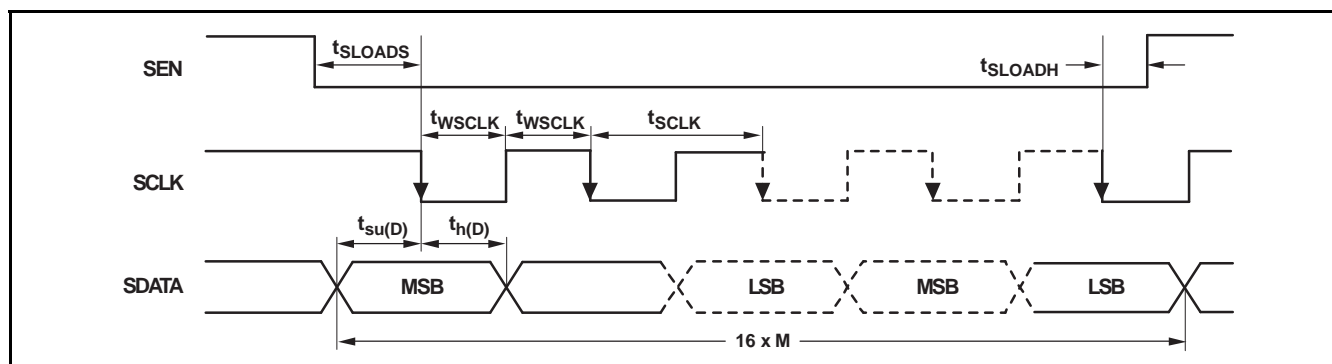 tSLOADS
SEN
tSLOADH
tWSCLK tWSCLK tSCLK
SCLK
tsu(D) th(D)
SDATA MSB LSB MSB LSB
16 x M